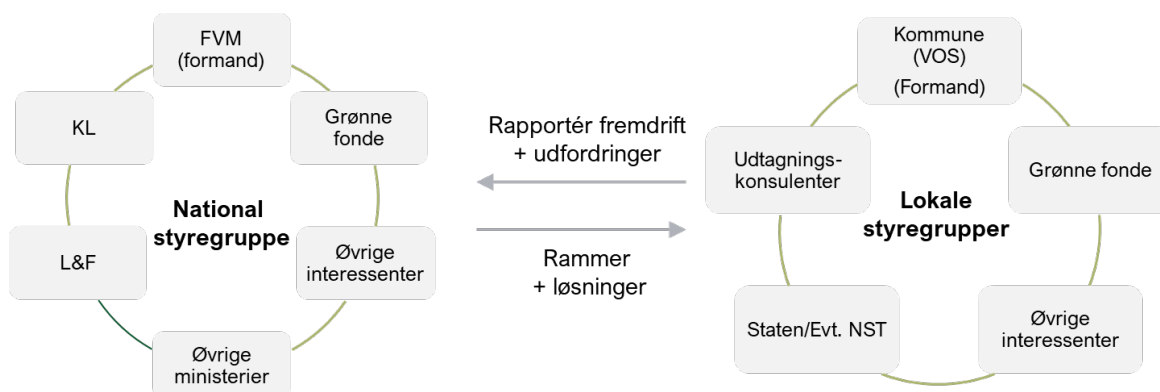 FVM
(formand)
KL
Grønne
fonde
National
styregruppe
L&F
Øvrige
interessenter
Øvrige
ministerier
Rapportér fremdrift
+ udfordringer
Rammer
+ løsninger
Kommune
(VOS)
(Formand)
Udtagnings-
konsulenter
Grønne fonde
Lokale
styregrupper
Staten/Evt. NST
Øvrige
interessenter